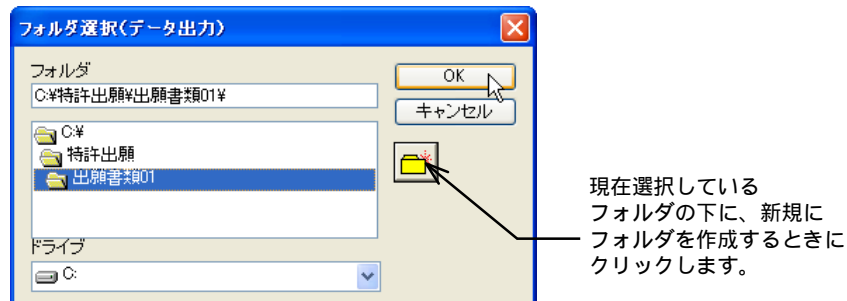 フォルダ選択(データ出力)
フォルダ
C:¥特許出願¥出願書類01¥
OK
キャンセル
C:¥
特許出願
出願書類01
ドライブ
C:
現在選択している
フォルダの下に、新規に
フォルダを作成するときに
クリックします。